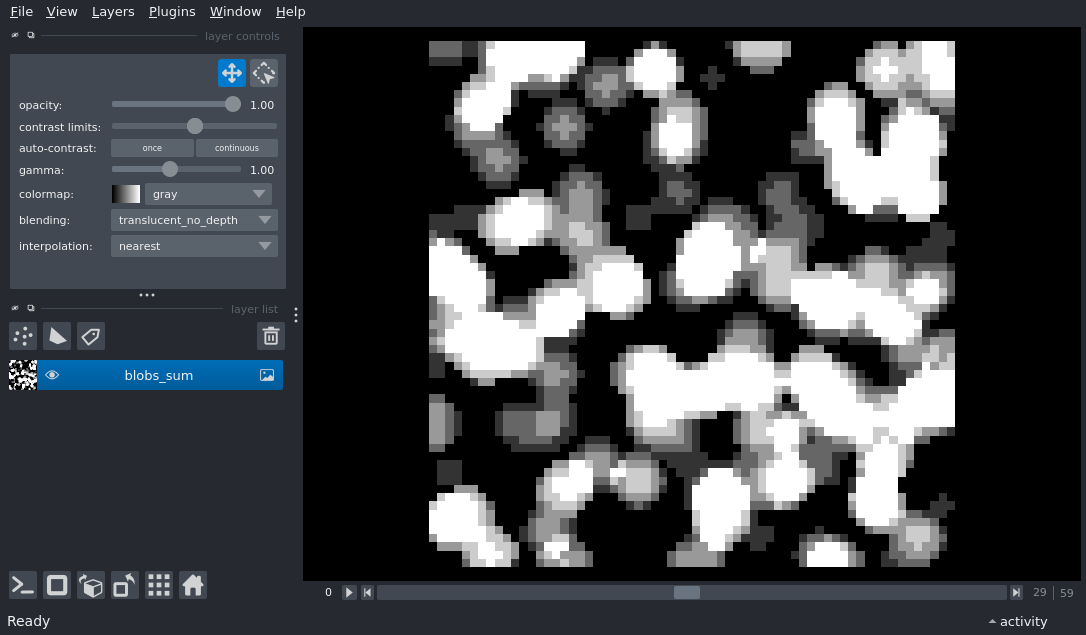 File View Layers Plugins Window Help
layer controls
opacity: 1.00
contrast limits:
auto-contrast: once continuous
gamma: 1.00
colormap: gray
blending: translucent_no_depth
interpolation: nearest
layer list
blobs_sum
0 29 59
Ready activity